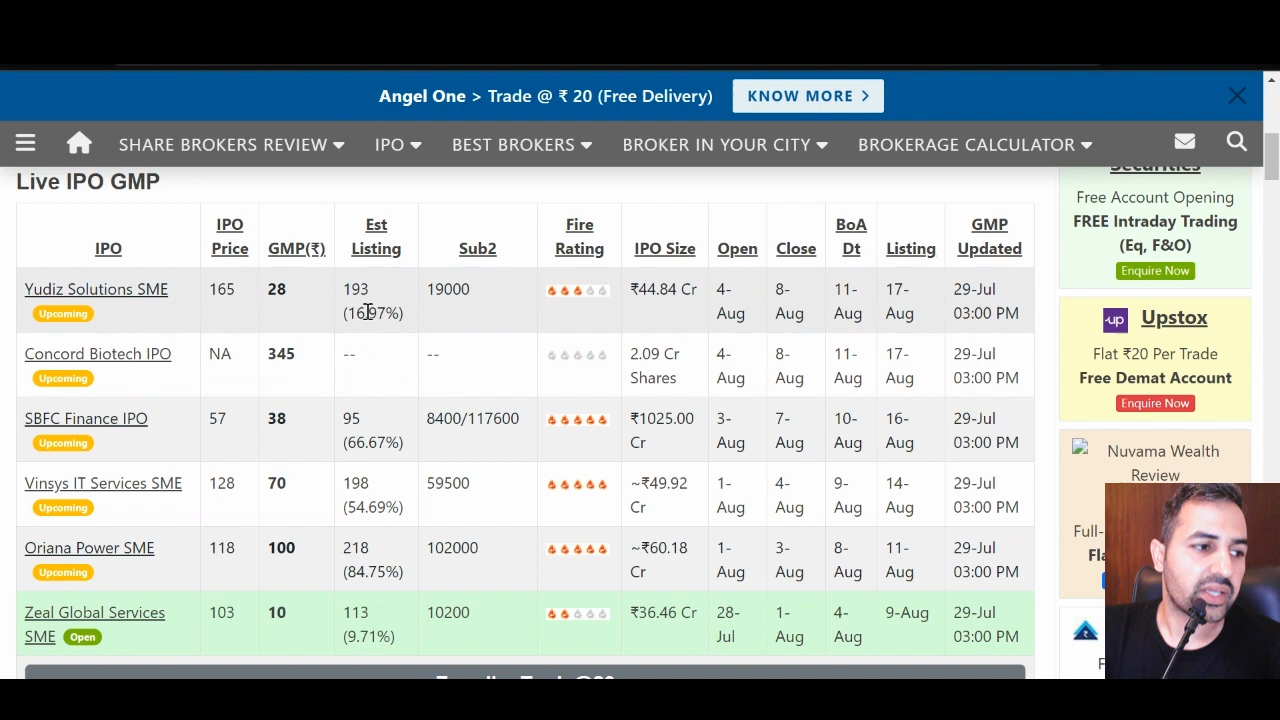 Angel One > Trade @ ₹ 20 (Free Delivery)
KNOW MORE >
SHARE BROKERS REVIEW
IPO
BEST BROKERS
BROKER IN YOUR CITY
BROKERAGE CALCULATOR
Live IPO GMP
IPO
IPO Price
GMP(₹)
Est Listing
Sub2
Fire Rating
IPO Size
Open
Close
BoA Dt
Listing
GMP Updated
Yudiz Solutions SME
Upcoming
165
28
193
(16.97%)
19000
₹44.84 Cr
4-
Aug
8-
Aug
11-
Aug
17-
Aug
29-Jul
03:00 PM
Concord Biotech IPO
Upcoming
NA
345
--
--
2.09 Cr
Shares
4-
Aug
8-
Aug
11-
Aug
17-
Aug
29-Jul
03:00 PM
SBFC Finance IPO
Upcoming
57
38
95
(66.67%)
8400/117600
₹1025.00
Cr
3-
Aug
7-
Aug
10-
Aug
16-
Aug
29-Jul
03:00 PM
Vinsys IT Services SME
Upcoming
128
70
198
(54.69%)
59500
~₹49.92
Cr
1-
Aug
4-
Aug
9-
Aug
14-
Aug
29-Jul
03:00 PM
Oriana Power SME
Upcoming
118
100
218
(84.75%)
102000
~₹60.18
Cr
1-
Aug
3-
Aug
8-
Aug
11-
Aug
29-Jul
03:00 PM
Zeal Global Services
SME Open
103
10
113
(9.71%)
10200
₹36.46 Cr
28-
Jul
1-
Aug
4-
Aug
9-Aug
29-Jul
03:00 PM
Securities
Free Account Opening
FREE Intraday Trading
(Eq, F&O)
Enquire Now
up Upstox
Flat ₹20 Per Trade
Free Demat Account
Enquire Now
Nuvama Wealth
Review
Full-